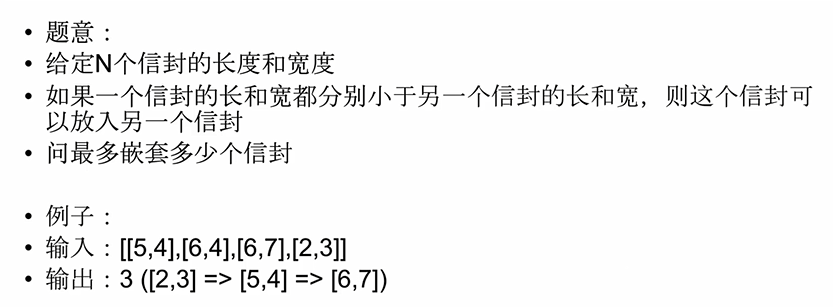 • 题意：
• 给定N个信封的长度和宽度
• 如果一个信封的长和宽都分别小于另一个信封的长和宽，则这个信封可
以放入另一个信封
• 问最多嵌套多少个信封
• 例子：
• 输入：[[5,4],[6,4],[6,7],[2,3]]
• 输出：3 ([2,3] => [5,4] => [6,7])